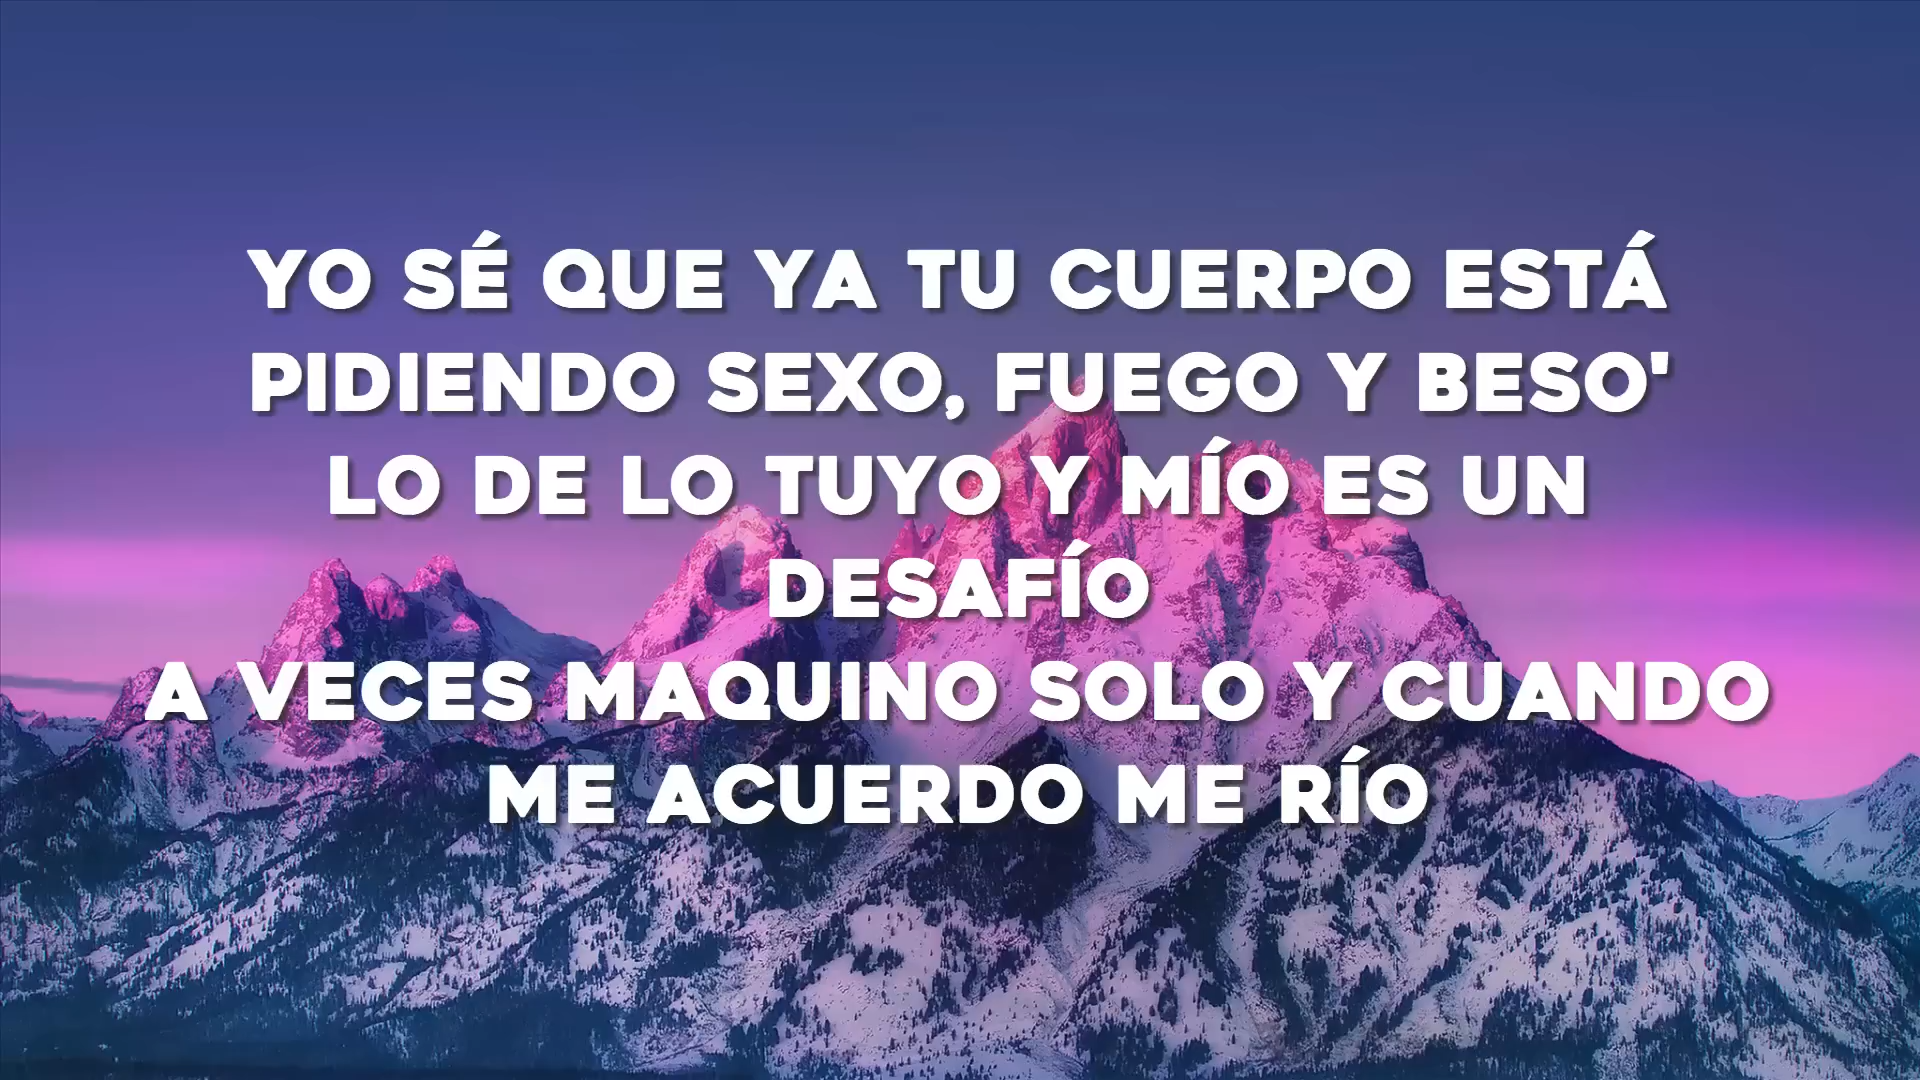 YO SÉ QUE YA TU CUERPO ESTÁ
PIDIENDO SEXO, FUEGO Y BESO'
LO DE LO TUYO Y MÍO ES UN
DESAFÍO
A VECES MAQUINO SOLO Y CUANDO
ME ACUERDO ME RÍO